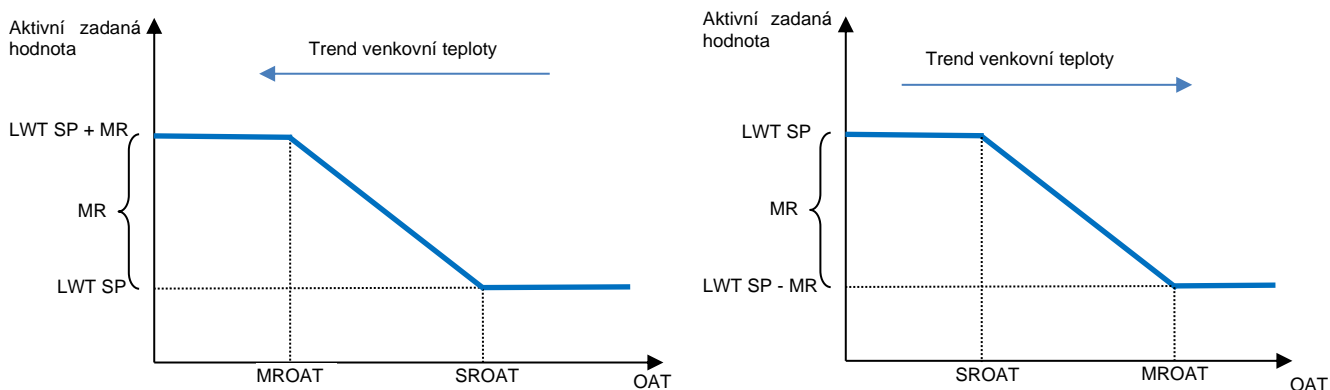 Aktivní zadaná
hodnota
Trend venkovní teploty
LWT SP + MR
MR
LWT SP
MROAT
SROAT
OAT
Aktivní zadaná
hodnota
Trend venkovní teploty
LWT SP
MR
LWT SP - MR
SROAT
MROAT
OAT